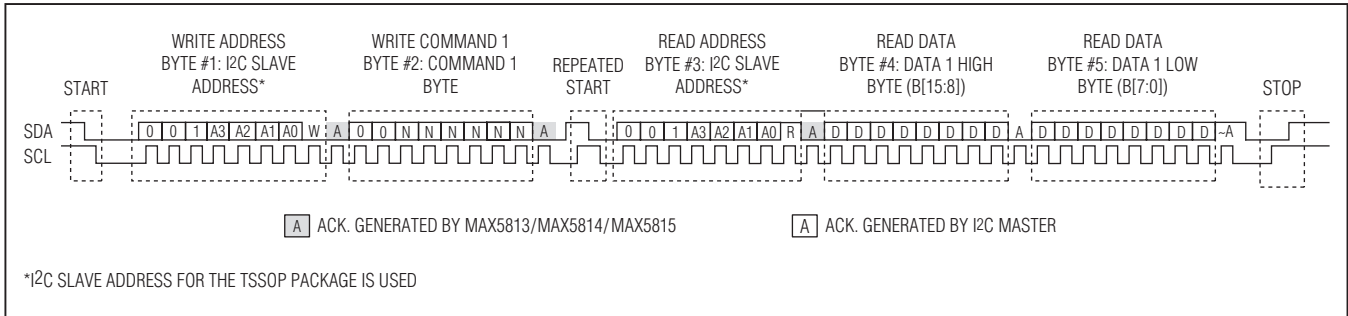 WRITE ADDRESS
BYTE #1: I2C SLAVE
ADDRESS*
WRITE COMMAND 1
BYTE #2: COMMAND 1
BYTE
READ ADDRESS
BYTE #3: I2C SLAVE
ADDRESS*
READ DATA
BYTE #4: DATA 1 HIGH
BYTE (B[15:8])
READ DATA
BYTE #5: DATA 1 LOW
BYTE (B[7:0])
START
REPEATED
START
STOP
SDA 0 0 1 A3 A2 A1 A0 W A 0 0 N N N N N N A 0 0 1 A3 A2 A1 A0 R A D D D D D D D D A D D D D D D D D ~A
SCL
A ACK. GENERATED BY MAX5813/MAX5814/MAX5815
A ACK. GENERATED BY I2C MASTER
*I2C SLAVE ADDRESS FOR THE TSSOP PACKAGE IS USED